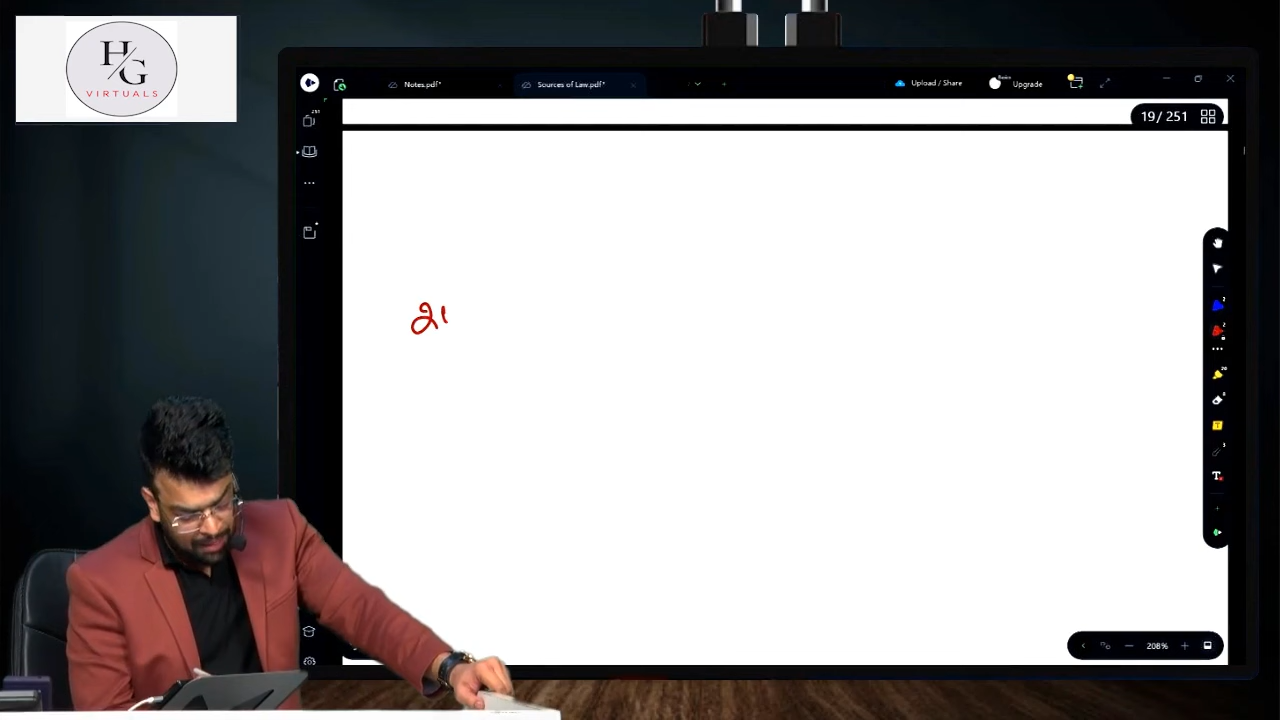 H/G
VIRTUALS
Notes.pdf*
Sources of Law.pdf*
Upload / Share
Upgrade
19/ 251
208%